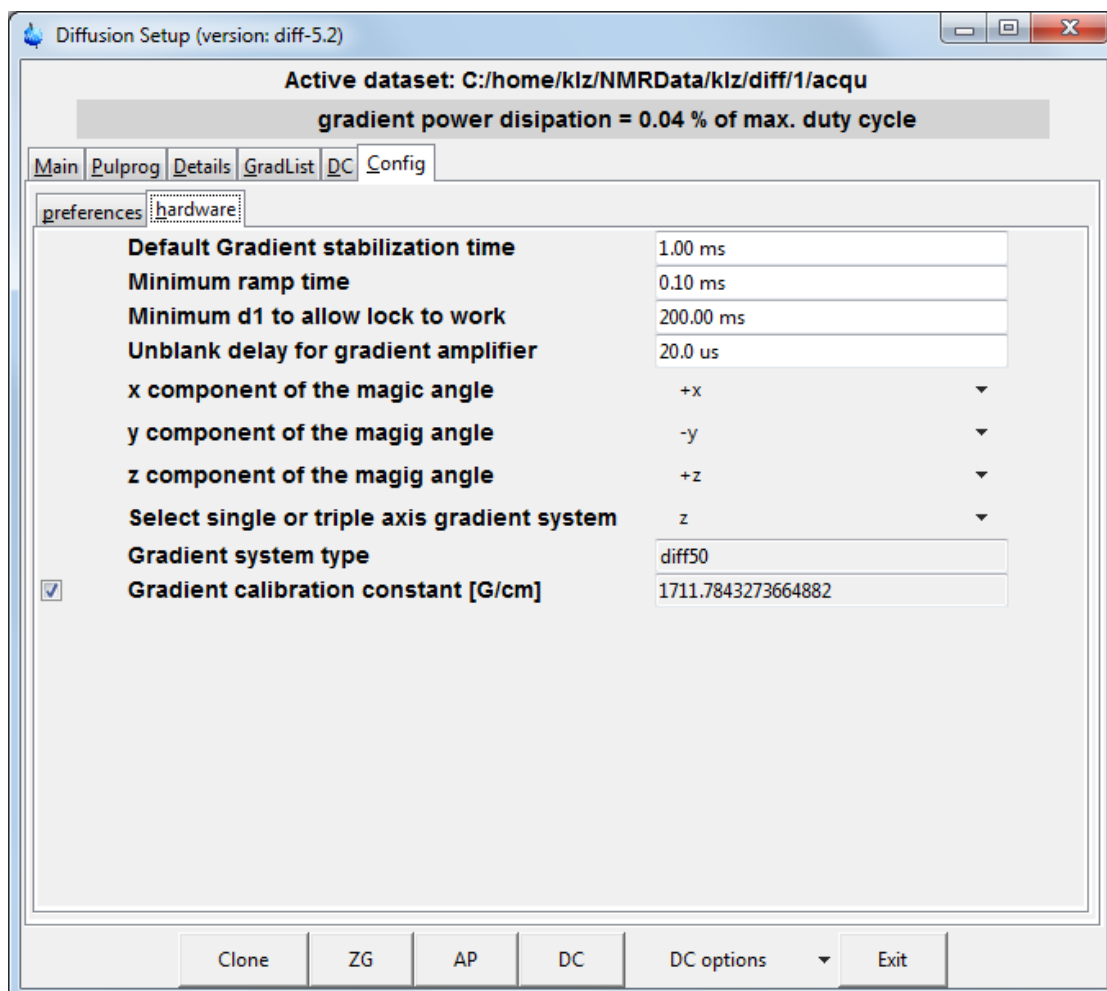 Diffusion Setup (version: diff-5.2)
Active dataset: C:/home/klz/NMRData/klz/diff/1/acqu
gradient power disipation = 0.04 % of max. duty cycle
Main Pulprog Details GradList DC Config
preferences hardware
Default Gradient stabilization time 1.00 ms
Minimum ramp time 0.10 ms
Minimum d1 to allow lock to work 200.00 ms
Unblank delay for gradient amplifier 20.0 us
x component of the magic angle +x
y component of the magig angle -y
z component of the magig angle +z
Select single or triple axis gradient system z
Gradient system type diff50
Gradient calibration constant [G/cm] 1711.7843273664882
Clone ZG AP DC DC options Exit